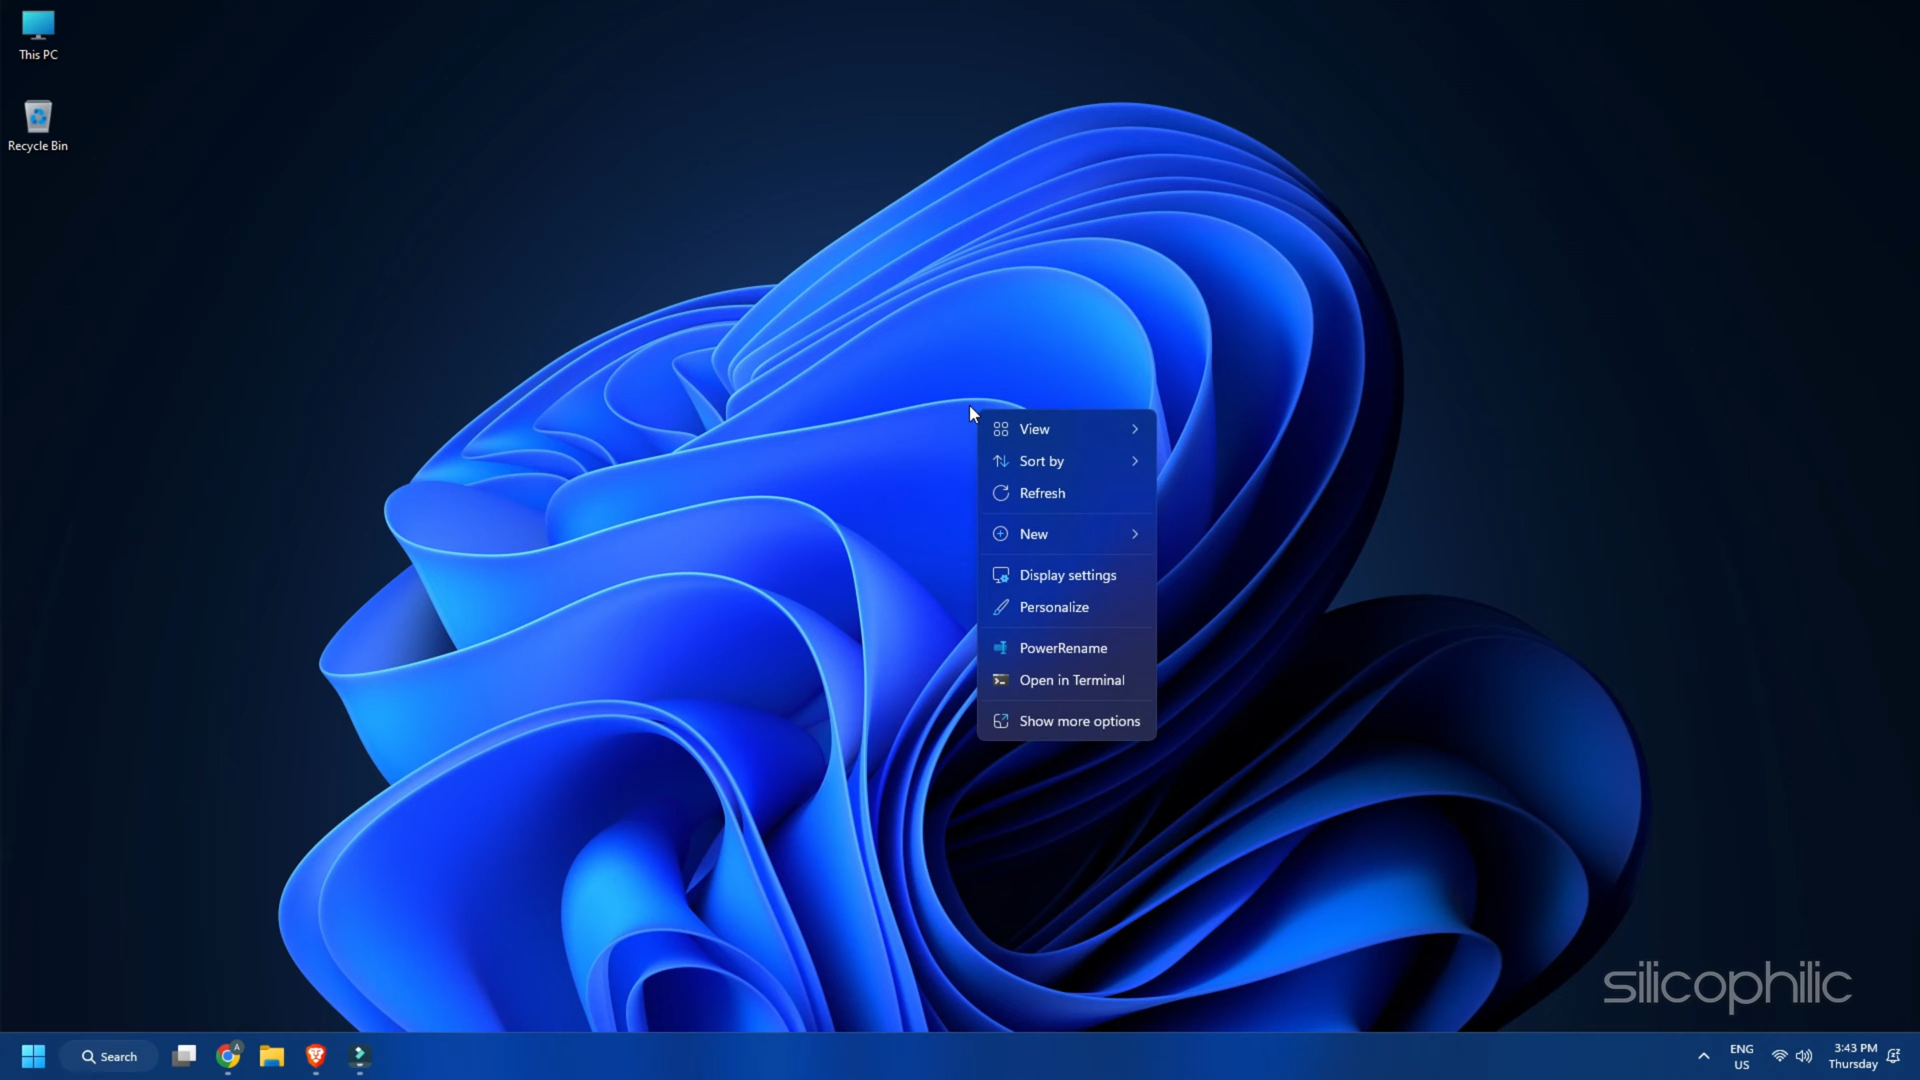 This PC
Recycle Bin
View
Sort by
Refresh
New
Display settings
Personalize
PowerRename
Open in Terminal
Show more options
silicophilic
Search
A
ENG
US
3:43 PM
Thursday